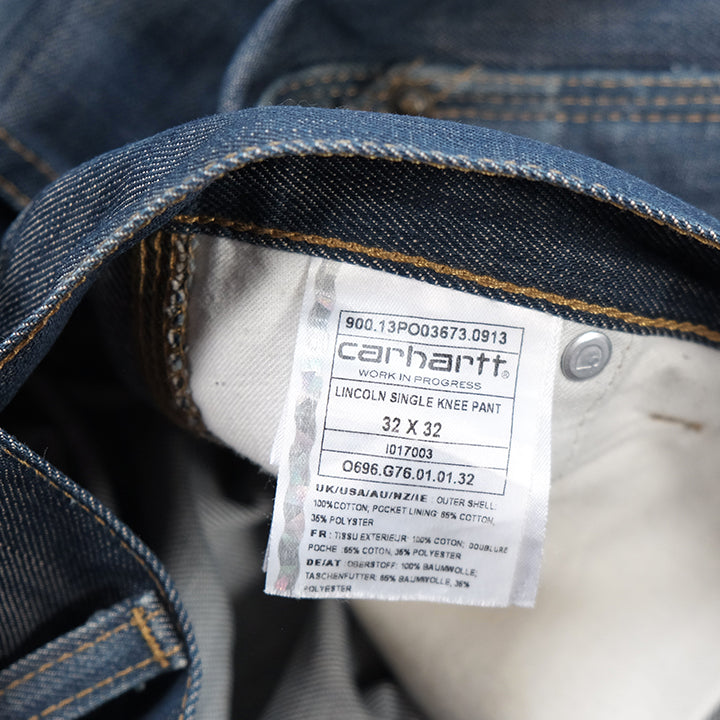 900.13PO03673.0913
carhartt®
WORK IN PROGRESS
LINCOLN SINGLE KNEE PANT
32 X 32
I017003
O696.G76.01.01.32
UK/USA/AU/NZ/IE : OUTER SHELL:
100%COTTON, POCKET LINING 65% COTTON,
35% POLYESTER
FR : TISSU EXTERIEUR: 100% COTON; DOUBLURE
POCHE :65% COTON, 35% POLYESTER
DE/AT :OBERSTOFF: 100% BAUMWOLLE;
TASCHENFUTTER: 65% BAUMWOLLE, 35%
POLYESTER